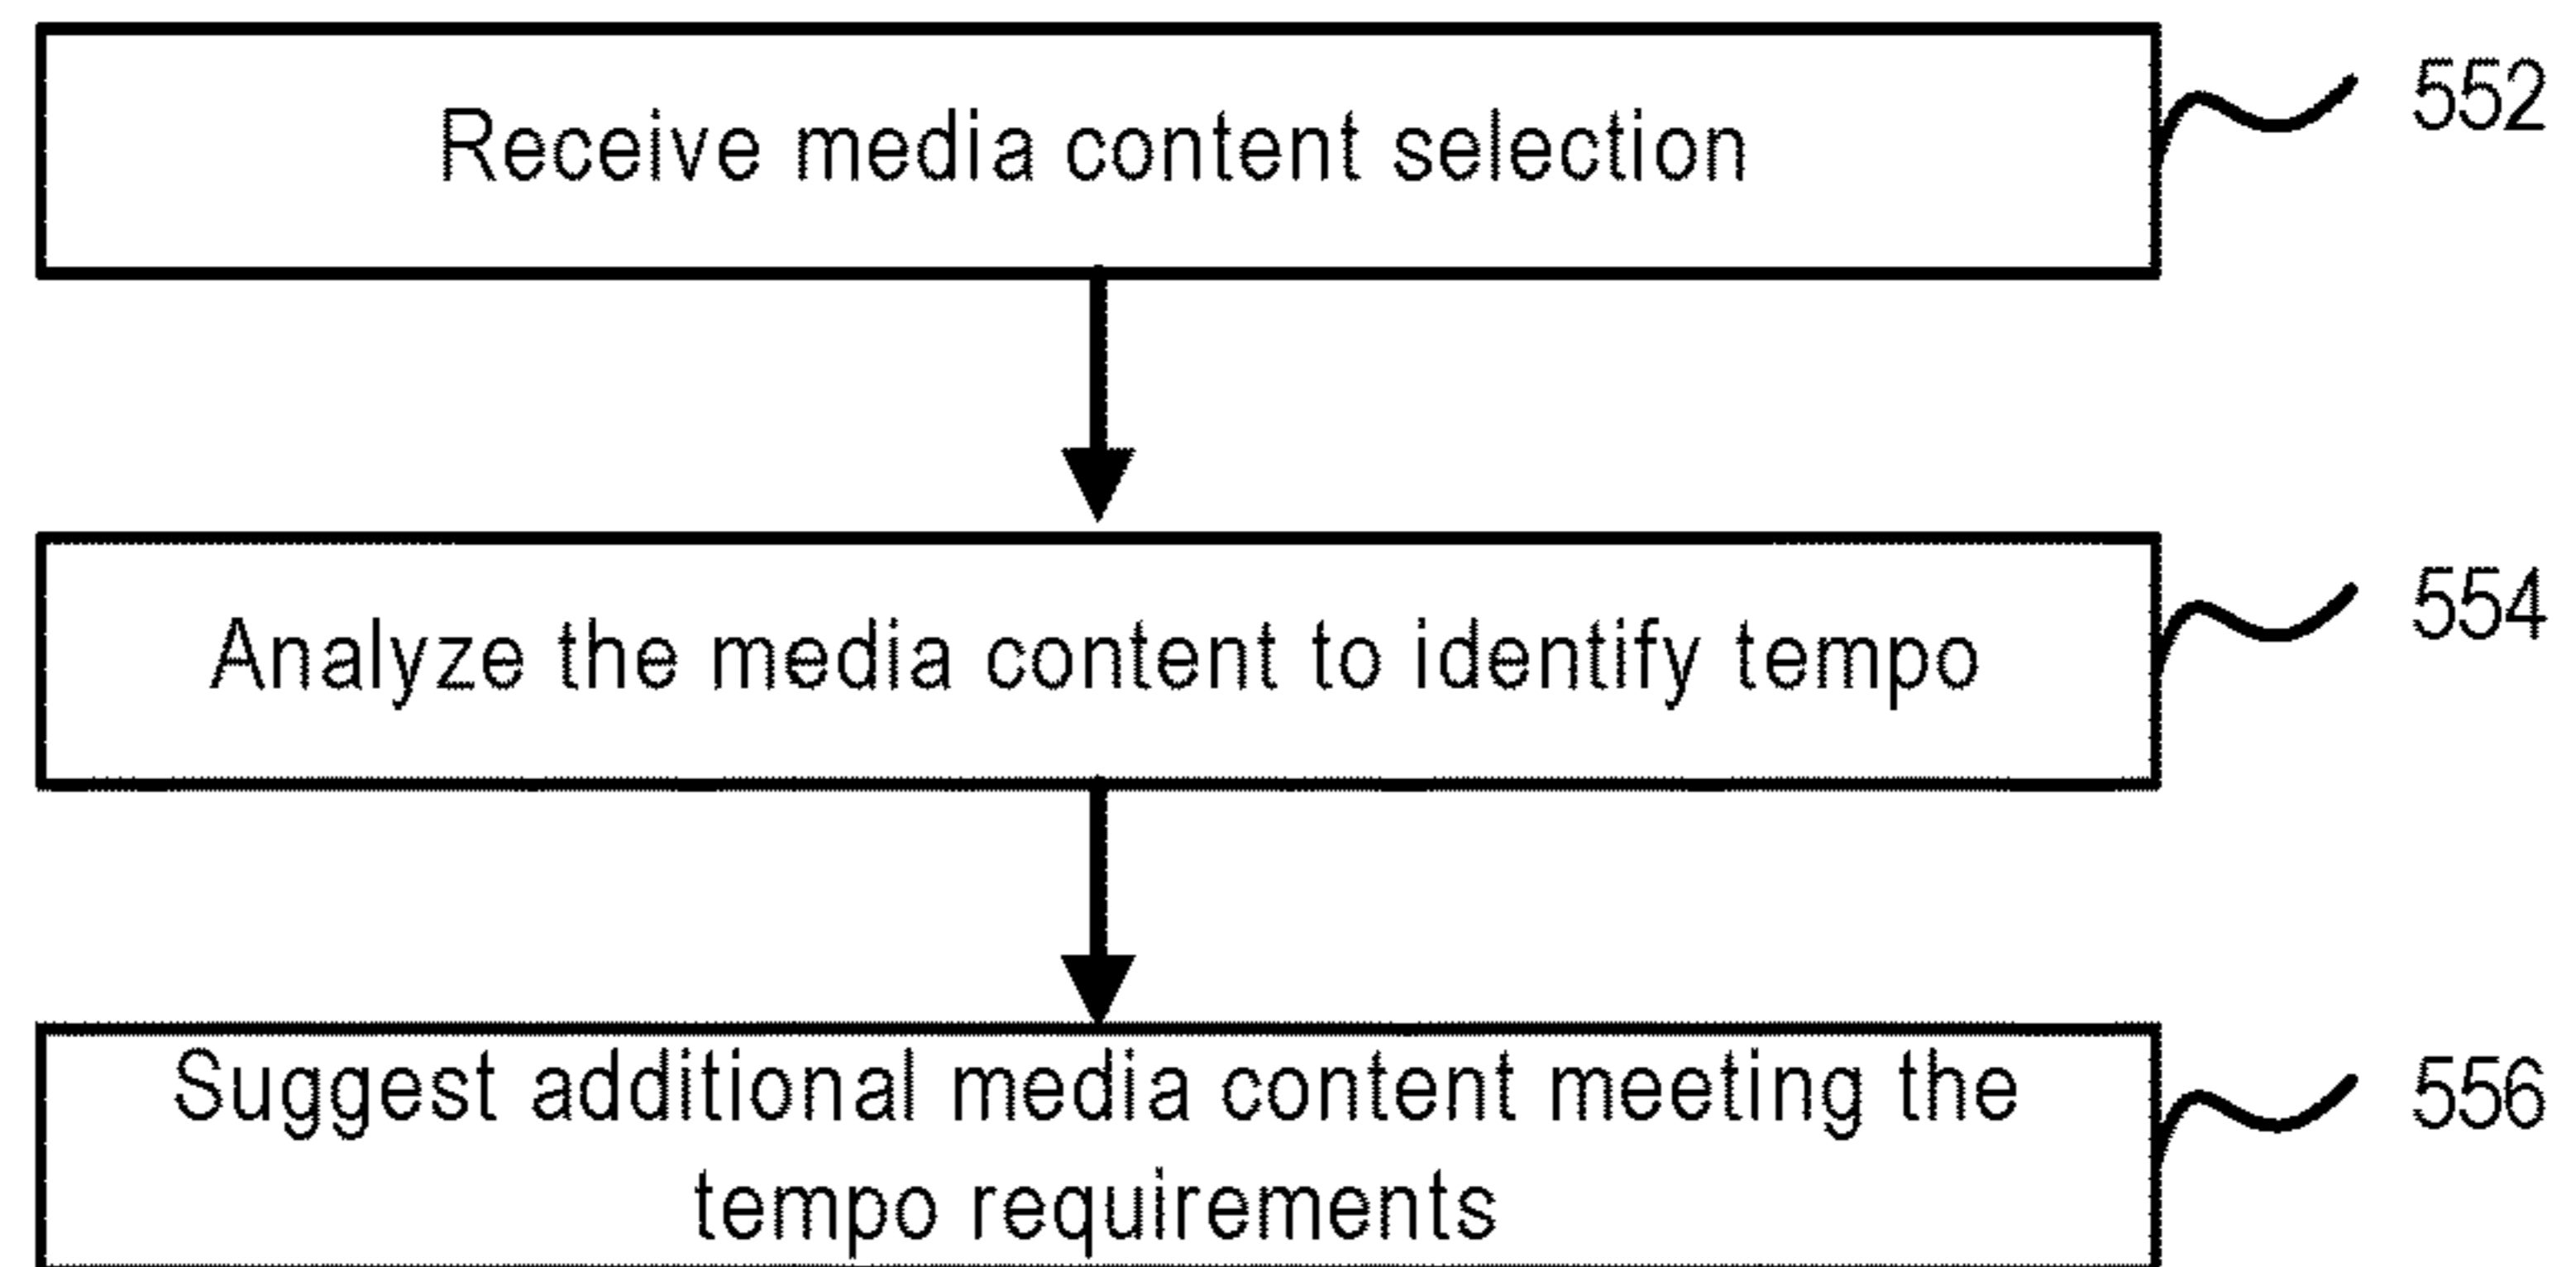 Receive media content selection
552
Analyze the media content to identify tempo
554
Suggest additional media content meeting the
tempo requirements
556